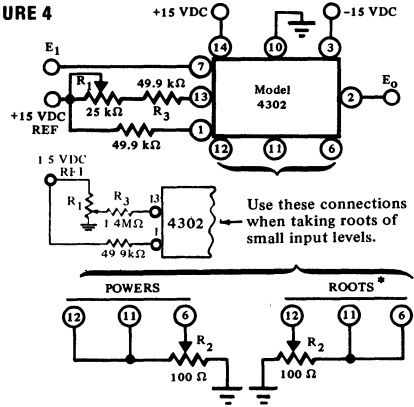 URE 4
+15 VDC
-15 VDC
14
10
3
E1
7
R1
25 kΩ
49.9 kΩ
R3
13
+15 VDC
REF
49.9 kΩ
1
Model
4302
2
Eo
12
11
6
15 VDC
REF
R1
R3
1 4MΩ
13
4302
49 9kΩ
1
Use these connections
when taking roots of
small input levels.
POWERS
12
11
6
R2
100 Ω
ROOTS*
12
11
6
R2
100 Ω